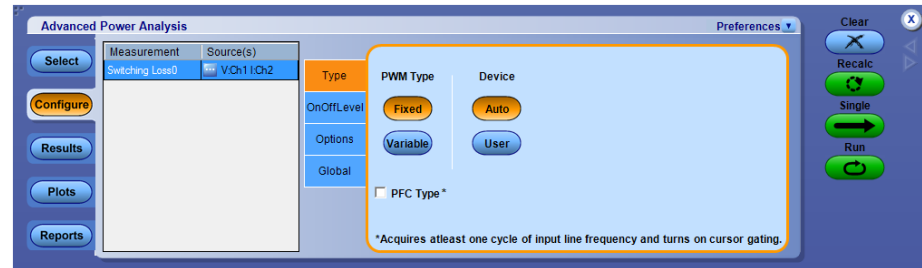 Advanced Power Analysis
Preferences
Clear
X
Select
Measurement Source(s)
Switching Loss0 V:Ch1 I:Ch2
Type
PWM Type Device
Recalc
Configure
OnOffLevel
Fixed Auto
Single
Results
Options
Variable User
Run
Global
Plots
PFC Type*
Reports
*Acquires atleast one cycle of input line frequency and turns on cursor gating.